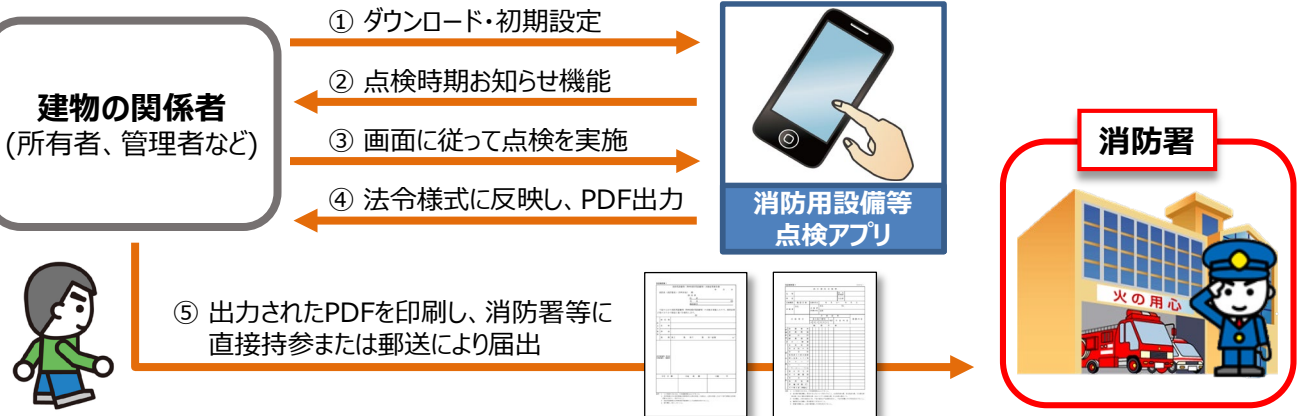 ① ダウンロード・初期設定
② 点検時期お知らせ機能
建物の関係者
(所有者、管理者など)
③ 画面に従って点検を実施
④ 法令様式に反映し、PDF出力
消防用設備等
点検アプリ
消防署
火の用心
⑤ 出力されたPDFを印刷し、消防署等に
直接持参または郵送により届出